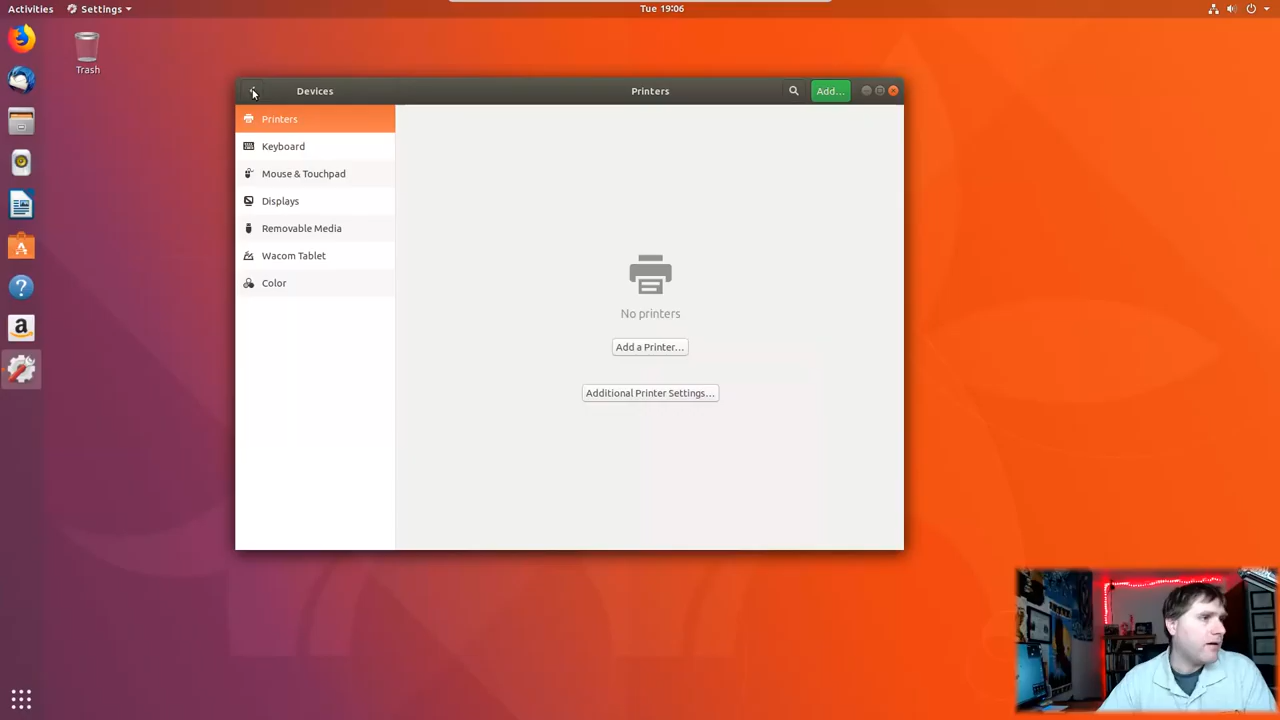 Activities
Settings
Tue 19:06
Trash
Devices
Printers
Add...
Printers
Keyboard
Mouse & Touchpad
Displays
Removable Media
Wacom Tablet
Color
No printers
Add a Printer...
Additional Printer Settings...